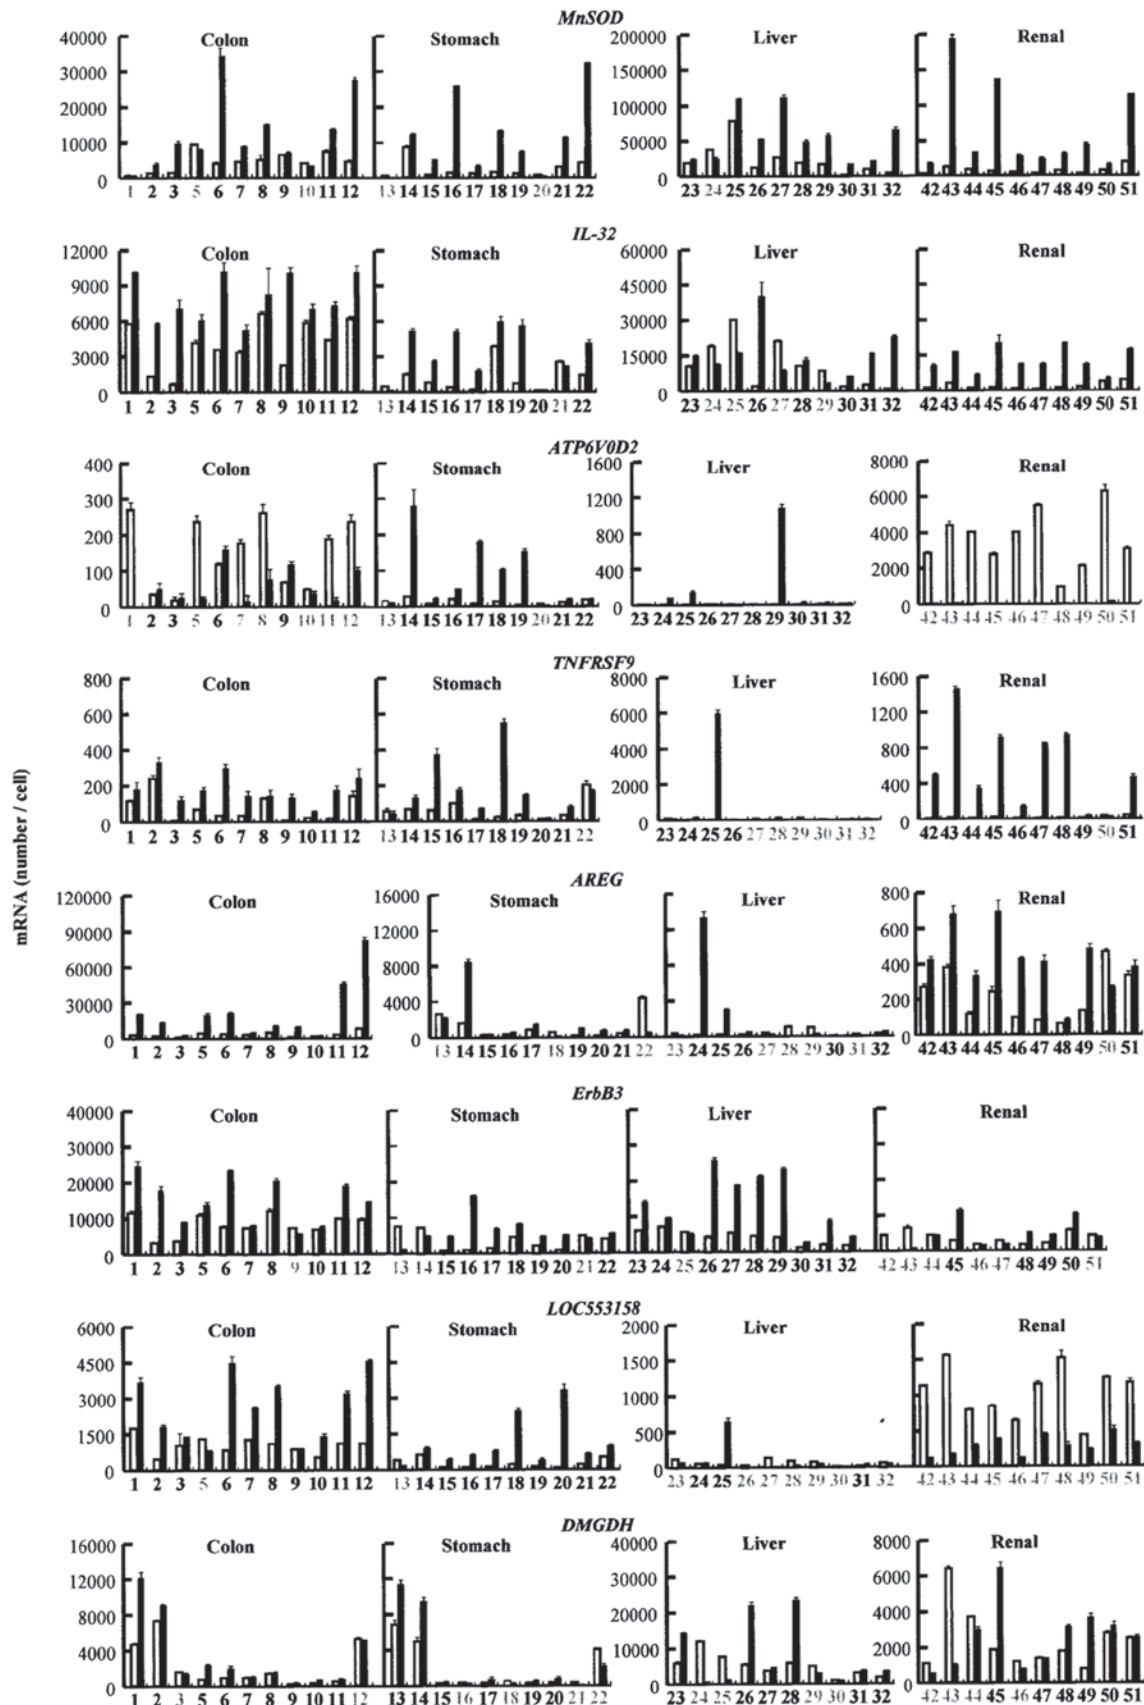 MnSOD
Colon Stomach Liver Renal
40000 200000
30000 150000
20000 100000
10000 50000
0 0
1 2 3 5 6 7 8 9 10 11 12 13 14 15 16 17 18 19 20 21 22 23 24 25 26 27 28 29 30 31 32 42 43 44 45 46 47 48 49 50 51
IL-32
Colon Stomach Liver Renal
12000 60000
9000 45000
6000 30000
3000 15000
0 0
1 2 3 5 6 7 8 9 10 11 12 13 14 15 16 17 18 19 20 21 22 23 24 25 26 27 28 29 30 31 32 42 43 44 45 46 47 48 49 50 51
ATP6V0D2
Colon Stomach Liver Renal
400 1600 8000
300 1200 6000
200 800 4000
100 400 2000
0 0 0
1 2 3 5 6 7 8 9 10 11 12 13 14 15 16 17 18 19 20 21 22 23 24 25 26 27 28 29 30 31 32 42 43 44 45 46 47 48 49 50 51
TNFRSF9
Colon Stomach Liver Renal
800 8000 1600
600 6000 1200
400 4000 800
200 2000 400
0 0 0
1 2 3 5 6 7 8 9 10 11 12 13 14 15 16 17 18 19 20 21 22 23 24 25 26 27 28 29 30 31 32 42 43 44 45 46 47 48 49 50 51
mRNA (number / cell)
AREG
Colon Stomach Liver Renal
120000 16000 800
90000 12000 600
60000 8000 400
30000 4000 200
0 0 0
1 2 3 5 6 7 8 9 10 11 12 13 14 15 16 17 18 19 20 21 22 23 24 25 26 27 28 29 30 31 32 42 43 44 45 46 47 48 49 50 51
ErbB3
Colon Stomach Liver Renal
40000
30000
20000
10000
0
1 2 3 5 6 7 8 9 10 11 12 13 14 15 16 17 18 19 20 21 22 23 24 25 26 27 28 29 30 31 32 42 43 44 45 46 47 48 49 50 51
LOC553158
Colon Stomach Liver Renal
6000 2000
4500 1500
3000 1000
1500 500
0 0
1 2 3 5 6 7 8 9 10 11 12 13 14 15 16 17 18 19 20 21 22 23 24 25 26 27 28 29 30 31 32 42 43 44 45 46 47 48 49 50 51
DMGDH
Colon Stomach Liver Renal
16000 40000 8000
12000 30000 6000
8000 20000 4000
4000 10000 2000
0 0 0
1 2 3 5 6 7 8 9 10 11 12 13 14 15 16 17 18 19 20 21 22 23 24 25 26 27 28 29 30 31 32 42 43 44 45 46 47 48 49 50 51